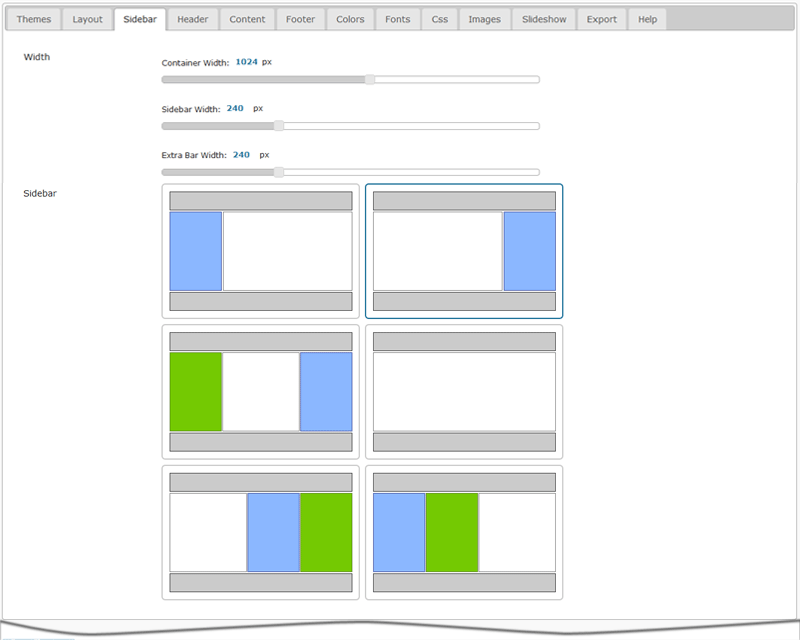 Themes Layout Sidebar Header Content Footer Colors Fonts Css Images Slideshow Export Help
Width
Container Width: 1024 px
Sidebar Width: 240 px
Extra Bar Width: 240 px
Sidebar